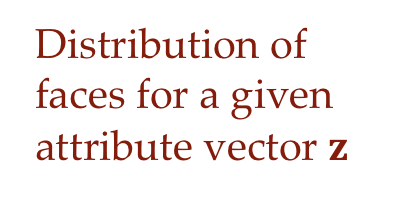 Distribution of
faces for a given
attribute vector z